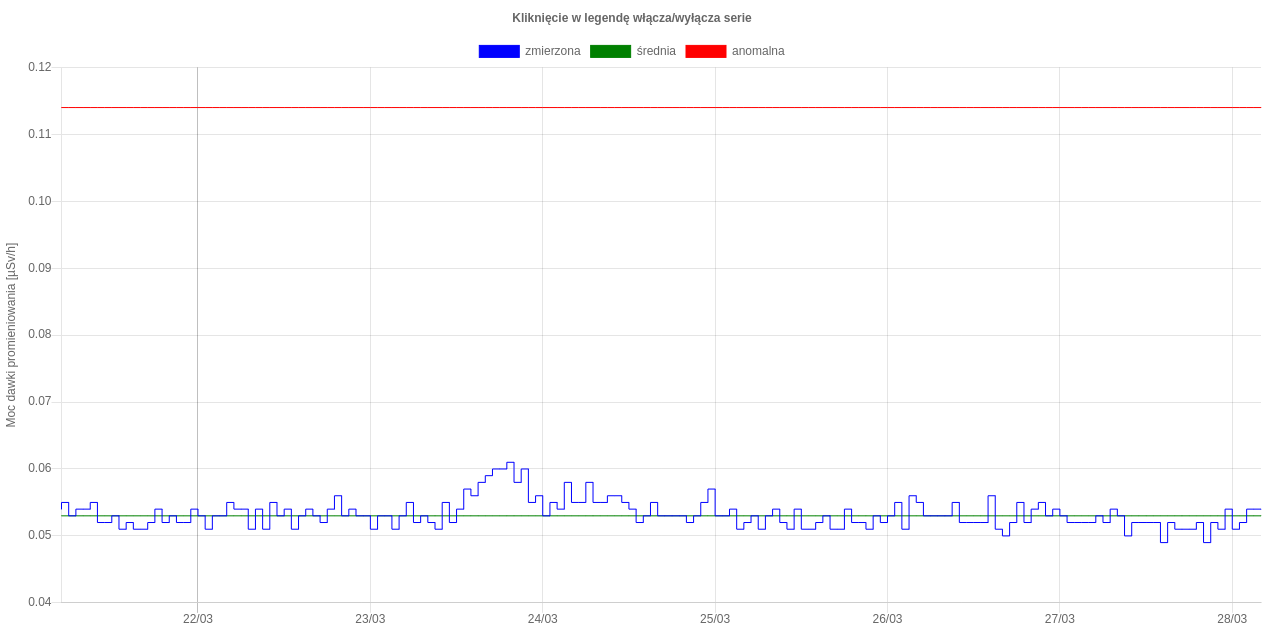 Kliknięcie w legendę włącza/wyłącza serie
zmierzona średnia anomalna
Moc dawki promieniowania [µSv/h]
0.12
0.11
0.10
0.09
0.08
0.07
0.06
0.05
0.04
22/03 23/03 24/03 25/03 26/03 27/03 28/03